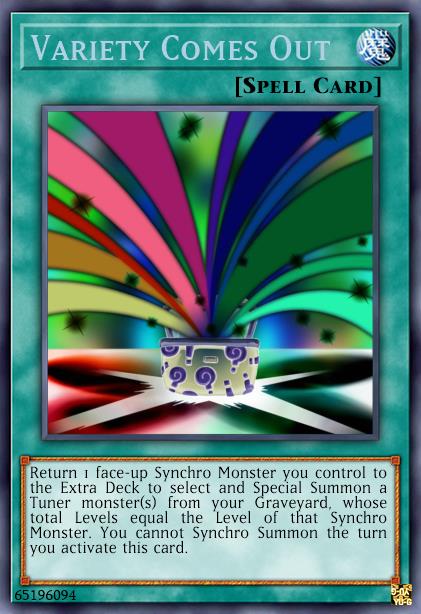 Variety Comes Out
[Spell Card]
Return 1 face-up Synchro Monster you control to
the Extra Deck to select and Special Summon a
Tuner monster(s) from your Graveyard, whose
total Levels equal the Level of that Synchro
Monster. You cannot Synchro Summon the turn
you activate this card.
65196094